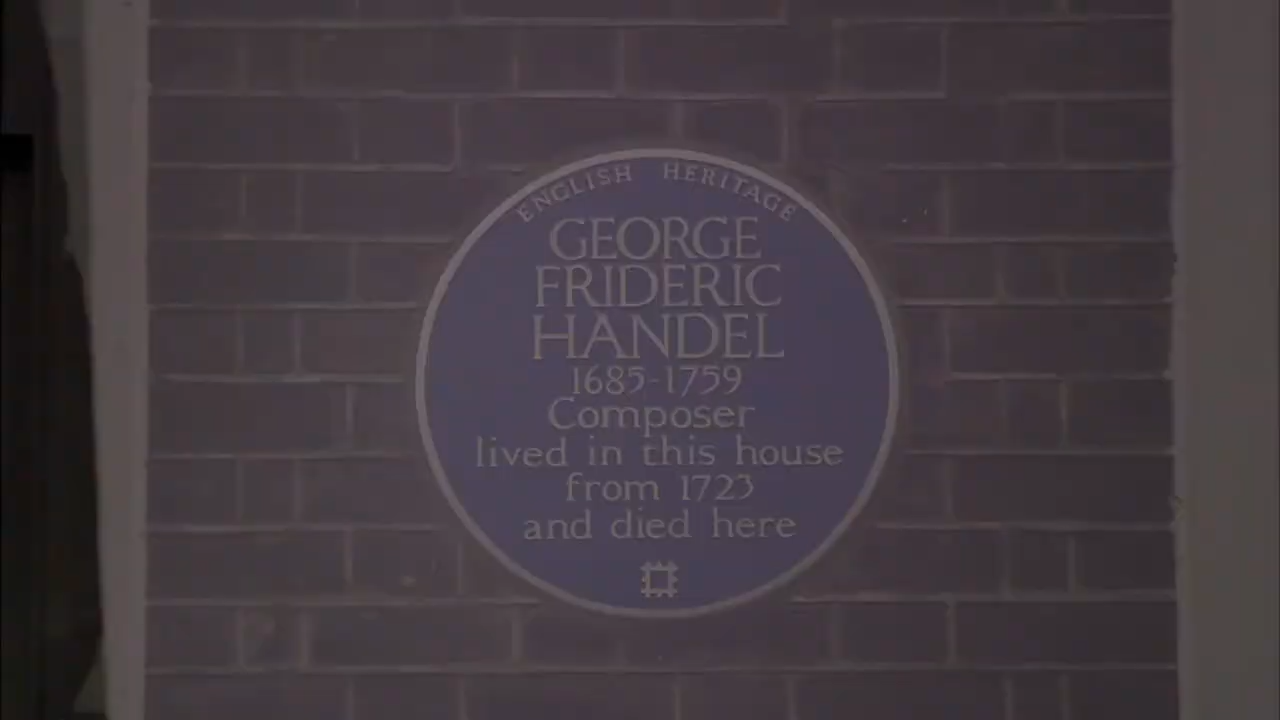 ENGLISH HERITAGE
GEORGE
FRIDERIC
HANDEL
1685-1759
Composer
lived in this house
from 1723
and died here